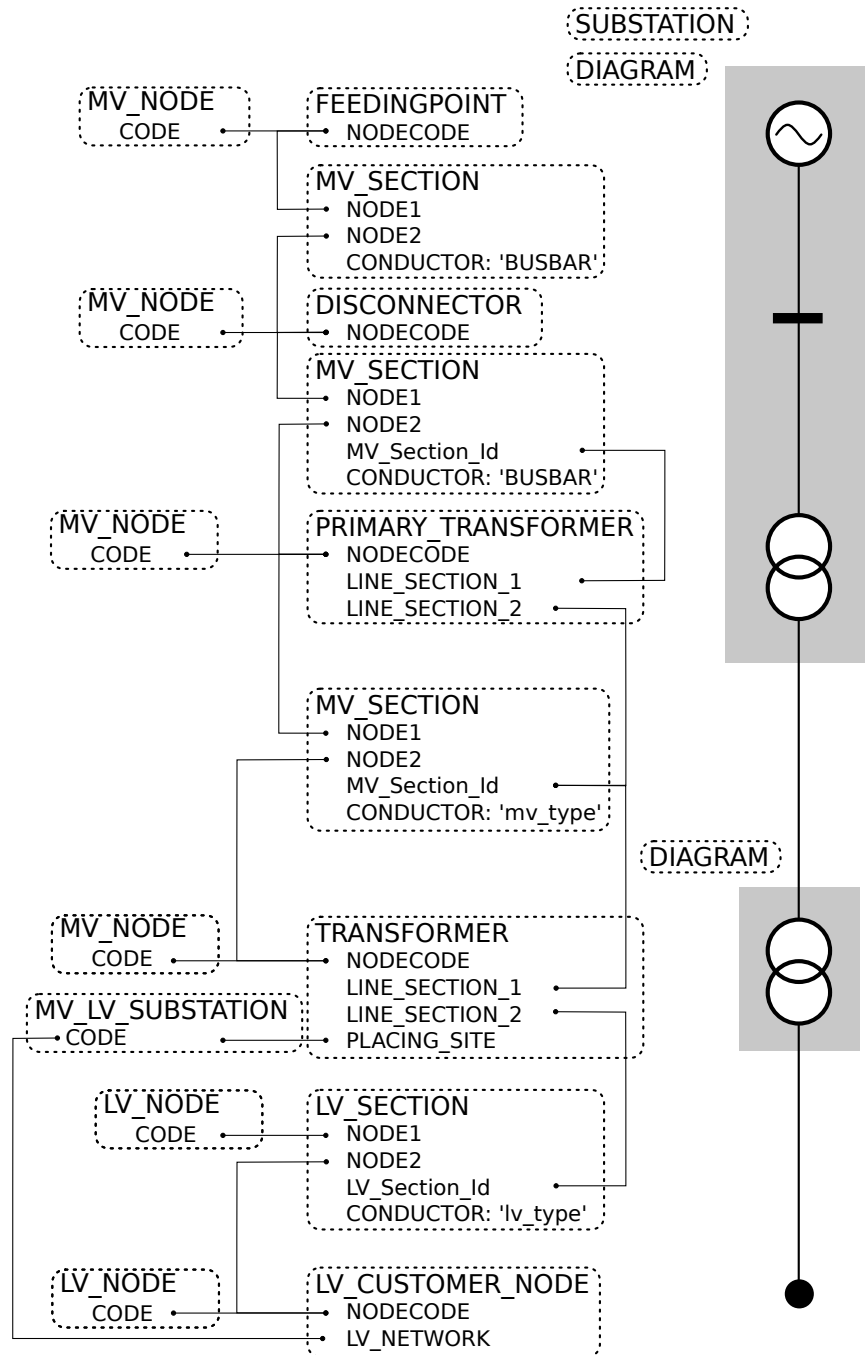 SUBSTATION
DIAGRAM
MV_NODE
CODE
FEEDINGPOINT
NODECODE
MV_SECTION
NODE1
NODE2
CONDUCTOR: 'BUSBAR'
MV_NODE
CODE
DISCONNECTOR
NODECODE
MV_SECTION
NODE1
NODE2
MV_Section_Id
CONDUCTOR: 'BUSBAR'
MV_NODE
CODE
PRIMARY_TRANSFORMER
NODECODE
LINE_SECTION_1
LINE_SECTION_2
MV_SECTION
NODE1
NODE2
MV_Section_Id
CONDUCTOR: 'mv_type'
DIAGRAM
MV_NODE
CODE
TRANSFORMER
NODECODE
LINE_SECTION_1
LINE_SECTION_2
PLACING_SITE
MV_LV_SUBSTATION
CODE
LV_NODE
CODE
LV_SECTION
NODE1
NODE2
LV_Section_Id
CONDUCTOR: 'lv_type'
LV_NODE
CODE
LV_CUSTOMER_NODE
NODECODE
LV_NETWORK